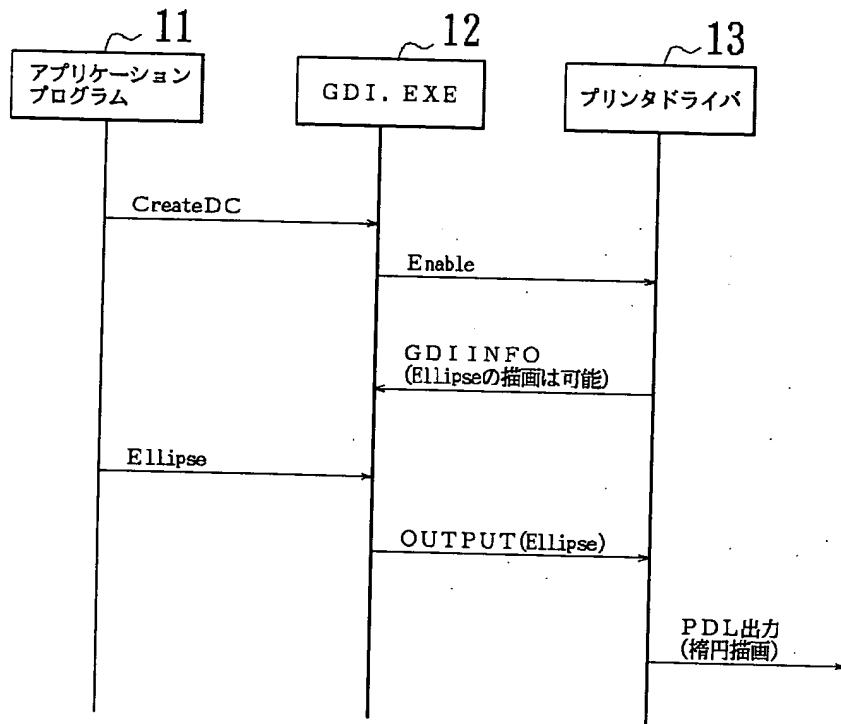 11
12
13
アプリケーション
プログラム
GDI. EXE
プリンタドライバ
CreateDC
Enable
GDIINFO
(Ellipseの描画は可能)
Ellipse
OUTPUT(Ellipse)
PDL出力
(楕円描画)